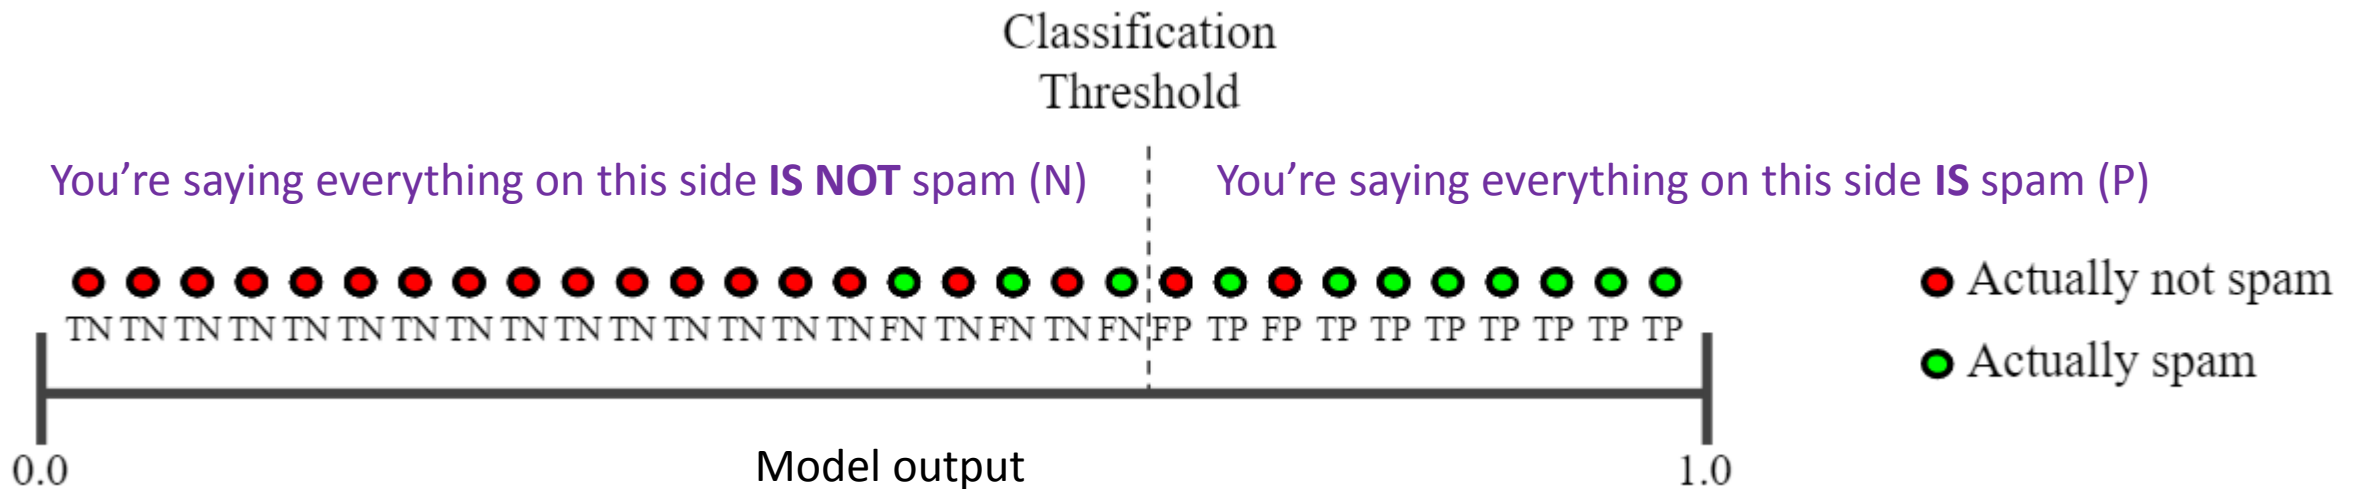 Classification
Threshold
You're saying everything on this side IS NOT spam (N)
You're saying everything on this side IS spam (P)
TN TN TN TN TN TN TN TN TN TN TN TN TN TN TN FN TN FN TN FN FP TP FP TP TP TP TP TP TP TP
Actually not spam
Actually spam
0.0
Model output
1.0